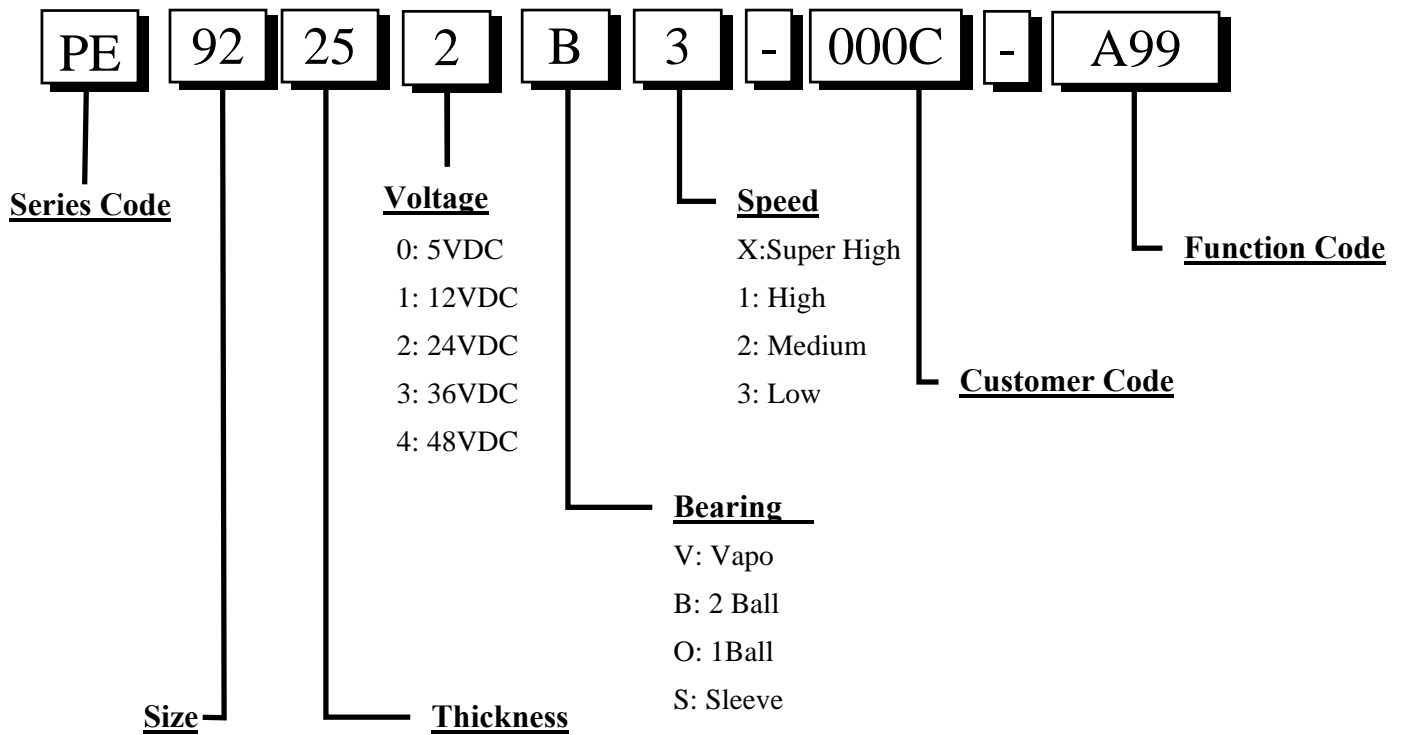 PE 92 25 2 B 3 - 000C - A99
Series Code
Voltage
0: 5VDC
1: 12VDC
2: 24VDC
3: 36VDC
4: 48VDC
Speed
X:Super High
1: High
2: Medium
3: Low
Function Code
Customer Code
Bearing
V: Vapo
B: 2 Ball
O: 1Ball
S: Sleeve
Size
Thickness